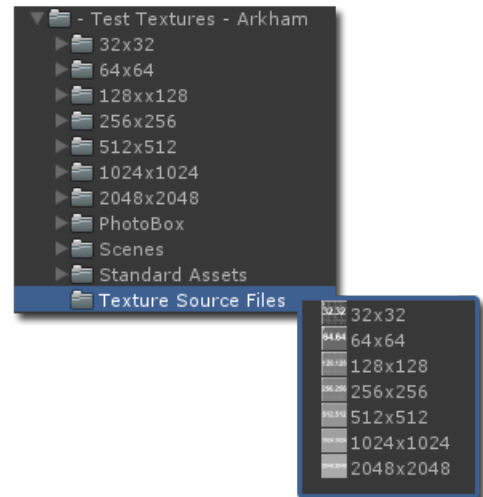 - Test Textures - Arkham
32x32
64x64
128xx128
256x256
512x512
1024x1024
2048x2048
PhotoBox
Scenes
Standard Assets
Texture Source Files
32x32
64x64
128x128
256x256
512x512
1024x1024
2048x2048